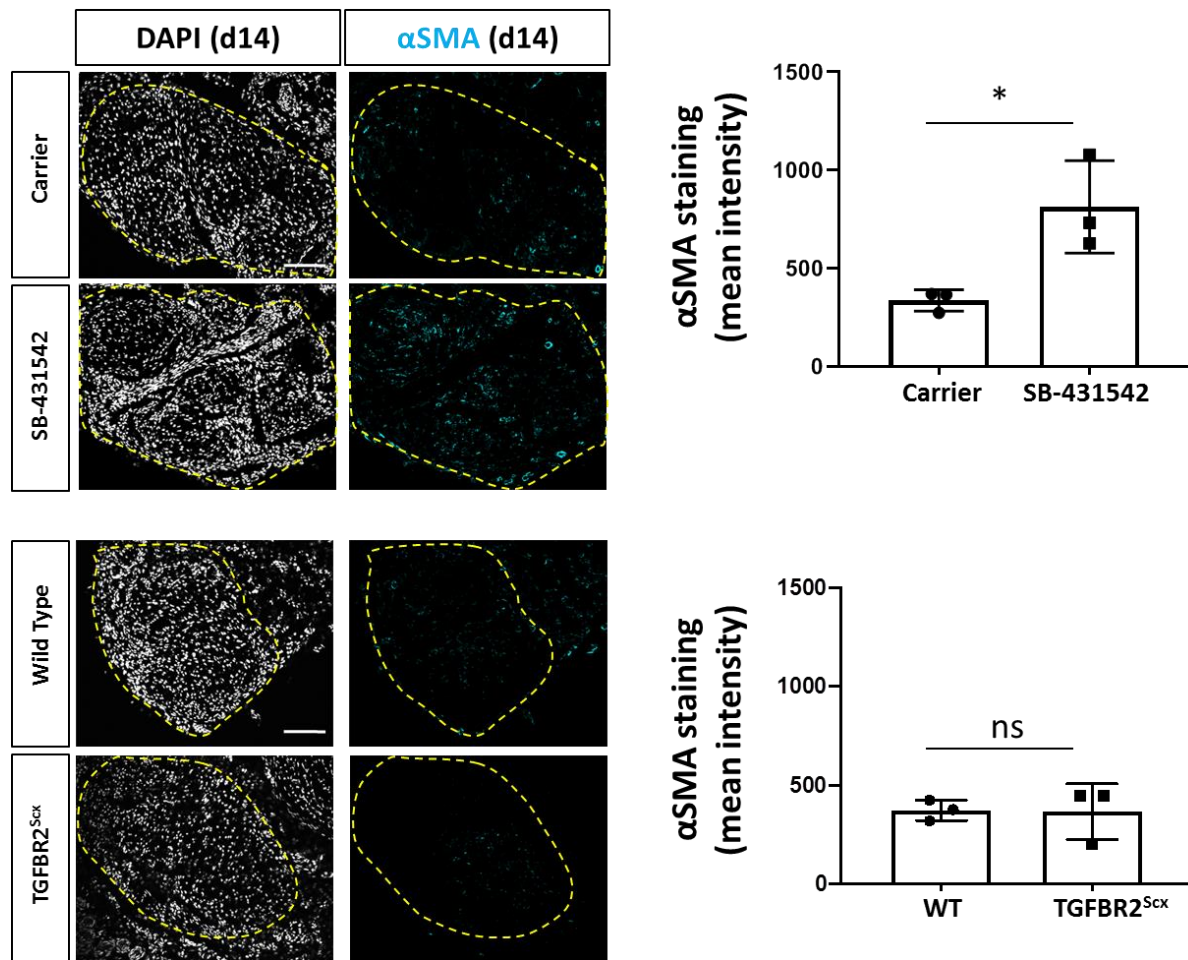 DAPI (d14)
αSMA (d14)
Carrier
SB-431542
αSMA staining
(mean intensity)
1500
1000
500
0
*
Carrier
SB-431542
Wild Type
TGFBR2Scx
αSMA staining
(mean intensity)
1500
1000
500
0
ns
WT
TGFBR2Scx